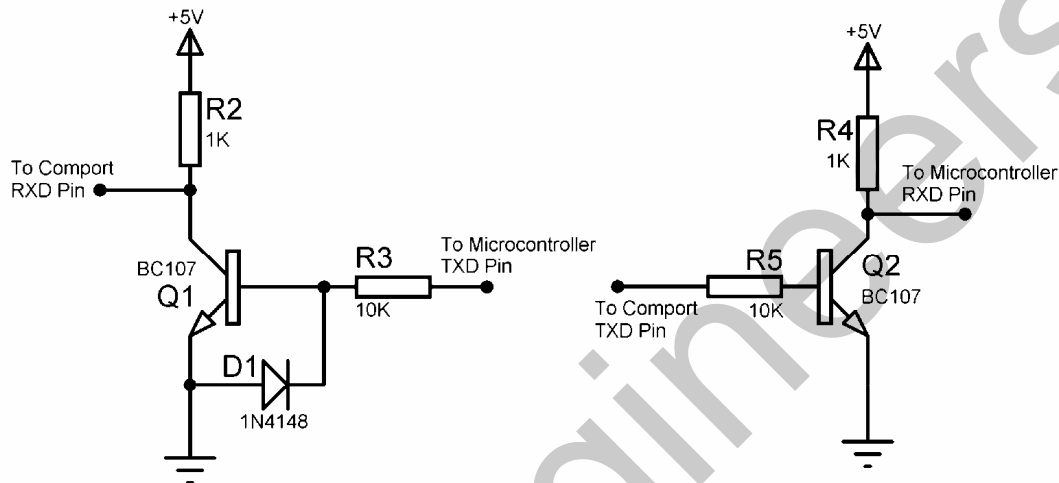 +5V
R2
1K
To Comport
RXD Pin
BC107
Q1
R3
10K
To Microcontroller
TXD Pin
D1
1N4148
+5V
R4
1K
To Microcontroller
RXD Pin
R5
10K
To Comport
TXD Pin
Q2
BC107
gineers